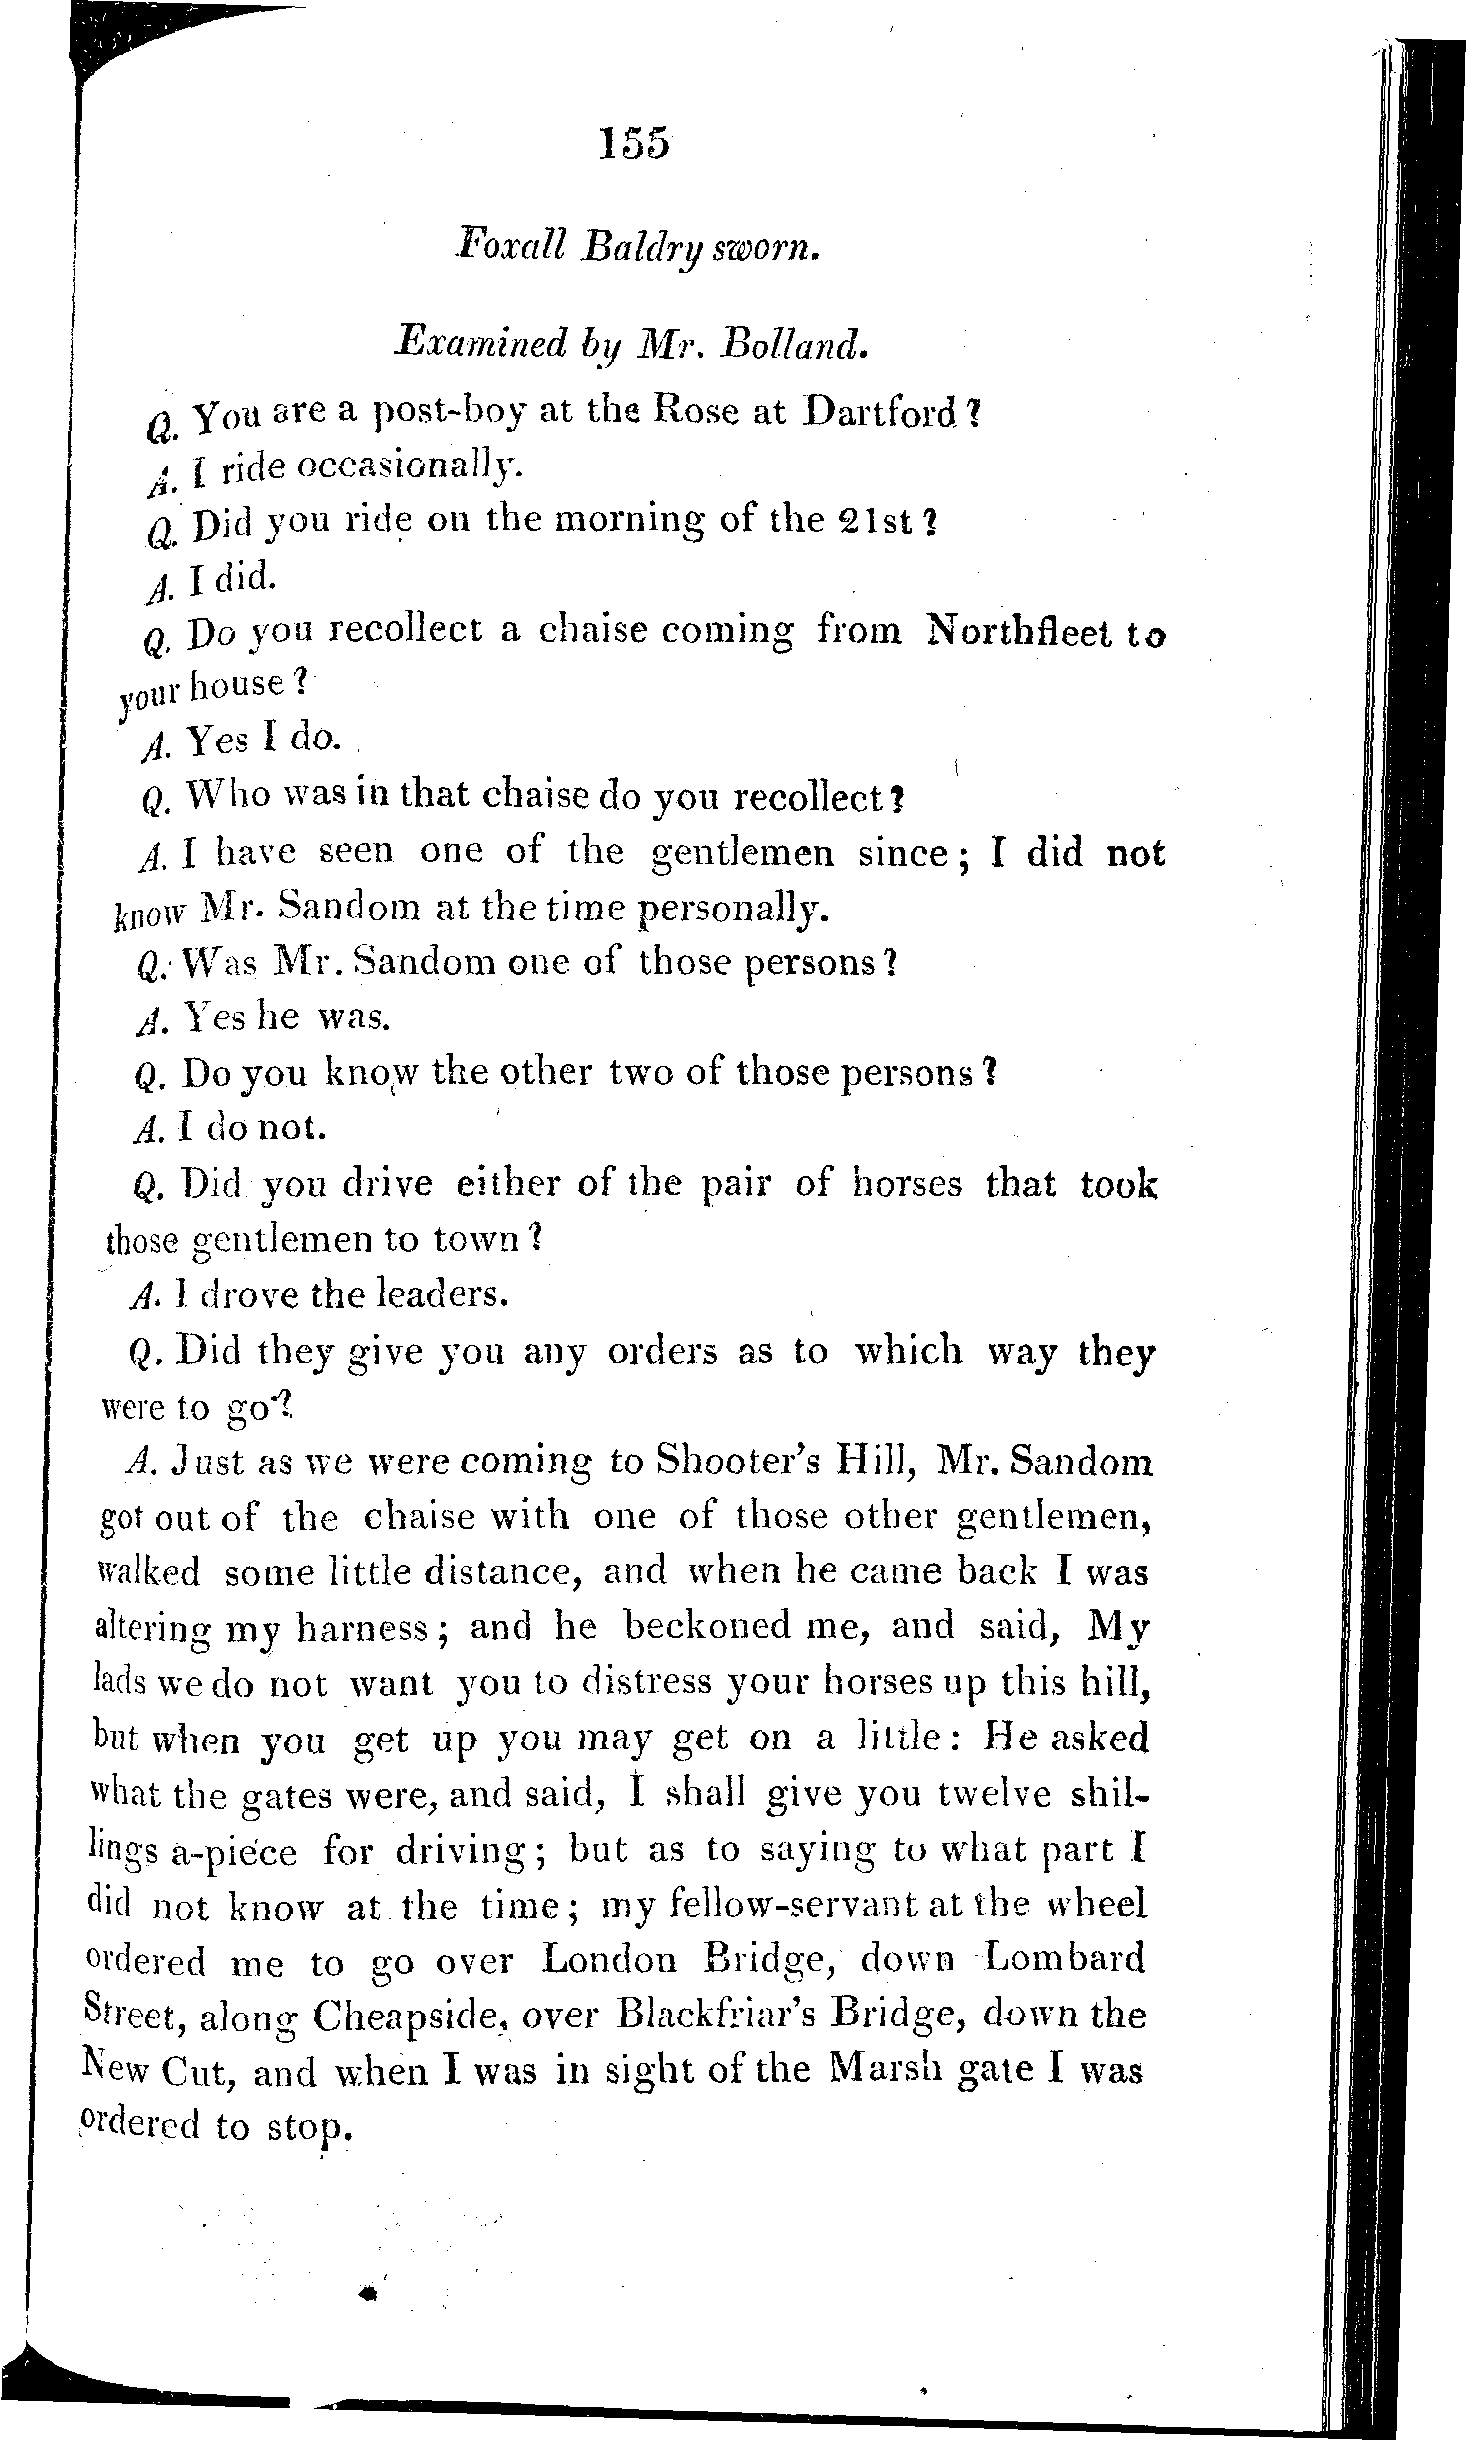 155
Foxall Baldry sworn.
Examined by Mr. Bolland.
Q. You are a post-boy at the Rose at Dartford?
A. I ride occasionally.
Q. Did you ride on the morning of the 21st?
A. I did.
Q. Do you recollect a chaise coming from Northfleet to
your house?
A. Yes I do.
Q. Who was in that chaise do you recollect?
A. I have seen one of the gentlemen since; I did not
know Mr. Sandom at the time personally.
Q. Was Mr. Sandom one of those persons?
A. Yes he was.
Q. Do you know the other two of those persons?
A. I do not.
Q. Did you drive either of the pair of horses that took
those gentlemen to town?
A. I drove the leaders.
Q. Did they give you any orders as to which way they
were to go?
A. Just as we were coming to Shooter's Hill, Mr. Sandom
got out of the chaise with one of those other gentlemen,
walked some little distance, and when he came back I was
altering my harness; and he beckoned me, and said, My
lads we do not want you to distress your horses up this hill,
but when you get up you may get on a little: He asked
what the gates were, and said, I shall give you twelve shil-
lings a-piece for driving; but as to saying to what part I
did not know at the time; my fellow-servant at the wheel
ordered me to go over London Bridge, down Lombard
Street, along Cheapside, over Blackfriar's Bridge, down the
New Cut, and when I was in sight of the Marsh gate I was
ordered to stop.